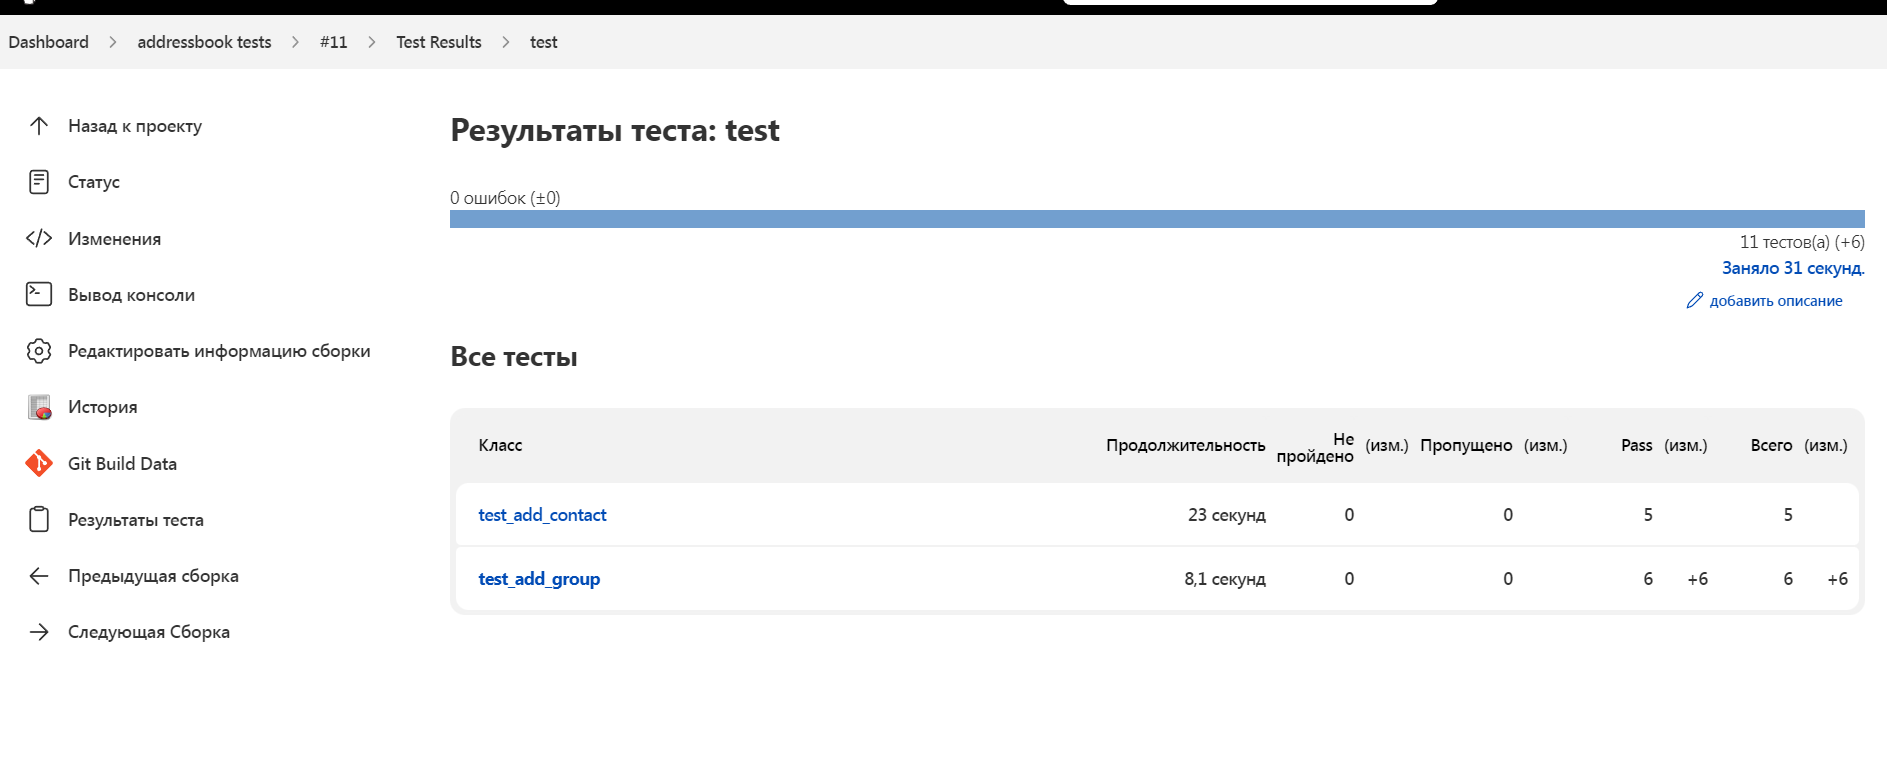 Dashboard > addressbook tests > #11 > Test Results > test
Назад к проекту
Статус
Изменения
Вывод консоли
Редактировать информацию сборки
История
Git Build Data
Результаты теста
Предыдущая сборка
Следующая Сборка
Результаты теста: test
0 ошибок (±0)
11 тестов(а) (+6)
Заняло 31 секунд.
добавить описание
Все тесты
Класс Продолжительность Не пройдено (изм.) Пропущено (изм.) Pass (изм.) Всего (изм.)
test_add_contact 23 секунд 0 0 5 5
test_add_group 8,1 секунд 0 0 6 +6 6 +6